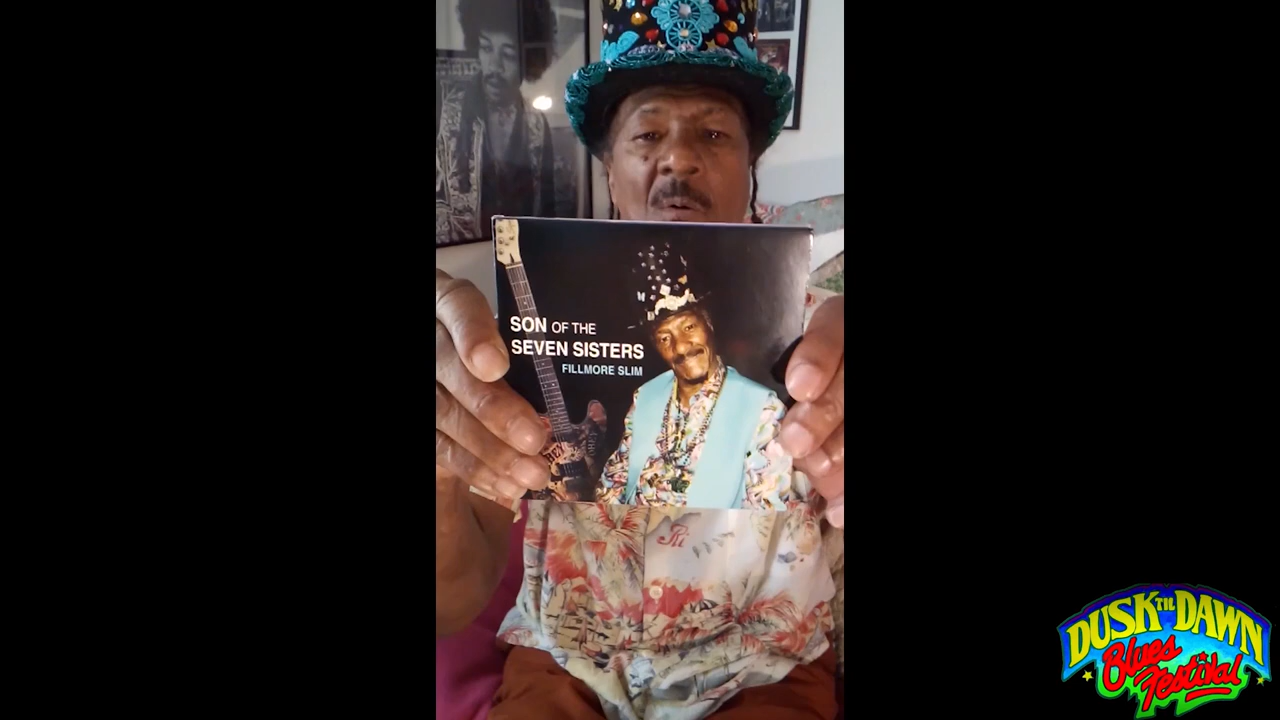 SON OF THE
SEVEN SISTERS
FILLMORE SLIM
DUSK TIL DAWN
Blues
Festival